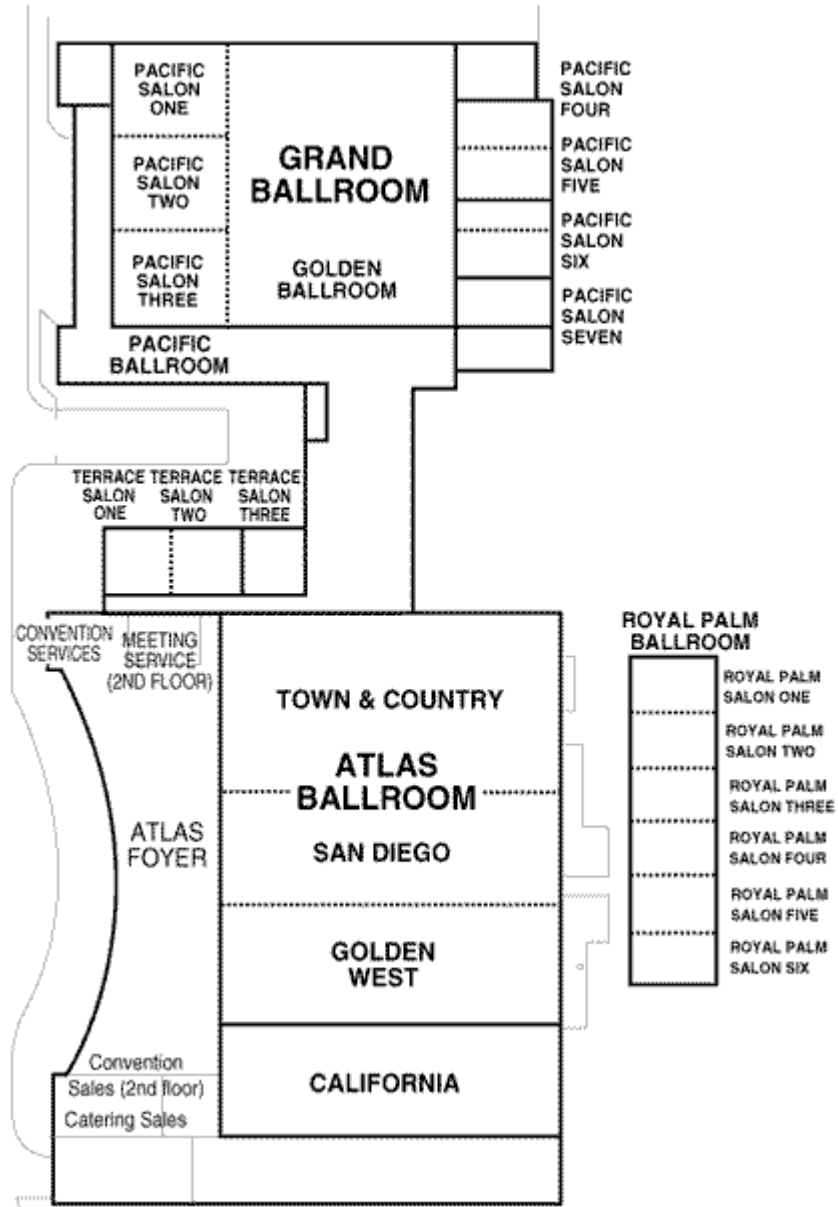 PACIFIC
SALON
ONE
PACIFIC
SALON
TWO
PACIFIC
SALON
THREE
GRAND
BALLROOM
GOLDEN
BALLROOM
PACIFIC
SALON
FOUR
PACIFIC
SALON
FIVE
PACIFIC
SALON
SIX
PACIFIC
SALON
SEVEN
PACIFIC
BALLROOM
TERRACE
SALON
ONE
TERRACE
SALON
TWO
TERRACE
SALON
THREE
CONVENTION
SERVICES
MEETING
SERVICE
(2ND FLOOR)
TOWN & COUNTRY
ATLAS
BALLROOM
SAN DIEGO
ATLAS
FOYER
GOLDEN
WEST
CALIFORNIA
Convention
Sales (2nd floor)
Catering Sales
ROYAL PALM
BALLROOM
ROYAL PALM
SALON ONE
ROYAL PALM
SALON TWO
ROYAL PALM
SALON THREE
ROYAL PALM
SALON FOUR
ROYAL PALM
SALON FIVE
ROYAL PALM
SALON SIX